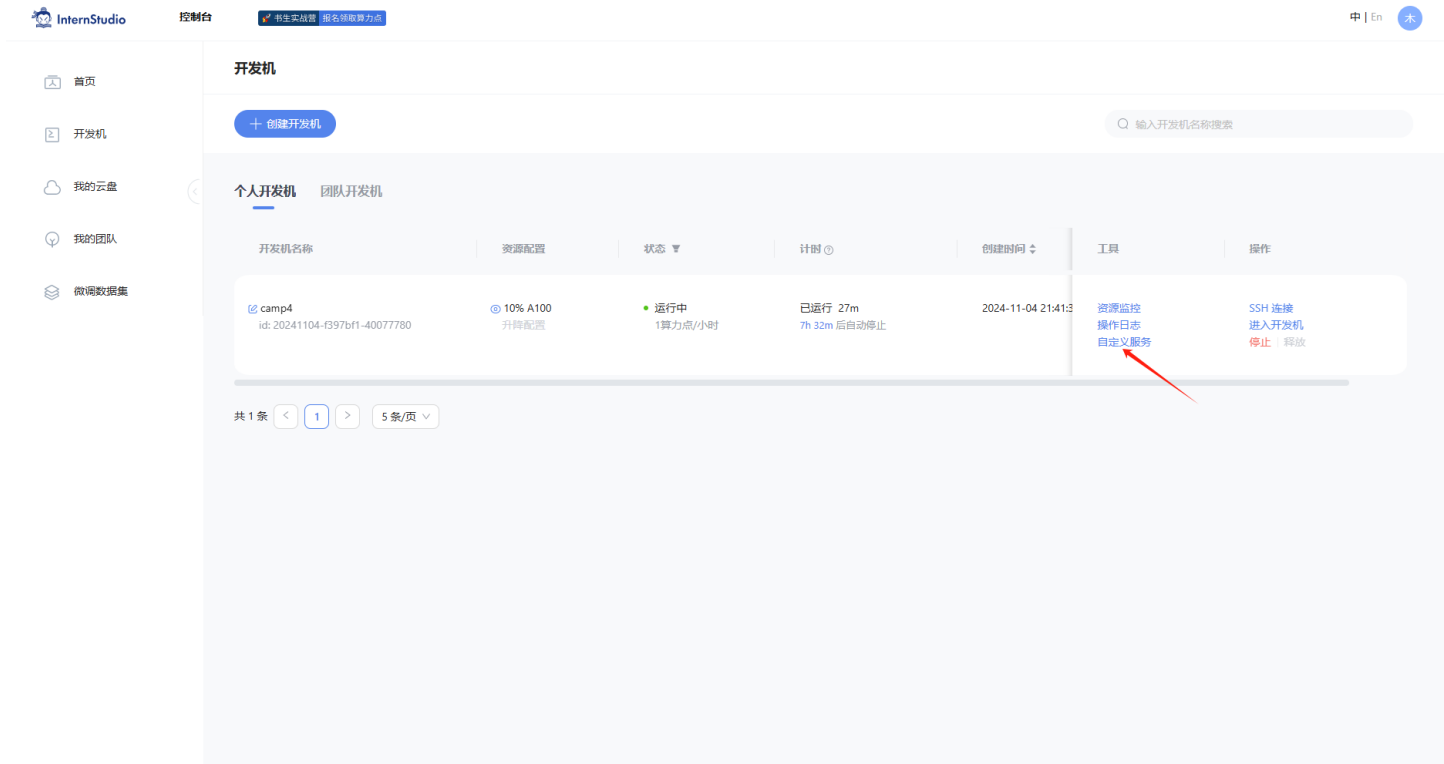 InternStudio
控制台
书生实战营 报名领取算力点
中 | En
木
首页
开发机
我的云盘
我的团队
微调数据集
开发机
创建开发机
输入开发机名称搜索
个人开发机 团队开发机
开发机名称 资源配置 状态 计时 创建时间 工具 操作
camp4 10% A100 运行中 已运行 27m 2024-11-04 21:41:3 资源监控 SSH 连接
id: 20241104-f397bf1-40077780 升降配置 1算力点/小时 7h 32m 后自动停止 操作日志 进入开发机
自定义服务 停止 释放
共 1 条 < 1 > 5 条/页